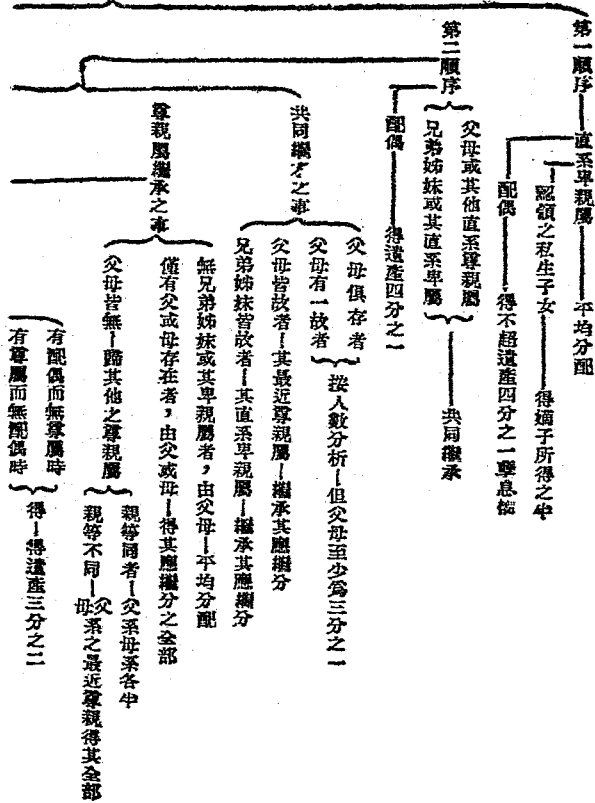 第一順序
直系卑親屬
平均分配
認領之私生子女
得嫡子所得之半
配偶
得不超遺產四分之一孳息
第二順序
父母或其他直系尊親屬
兄弟姊妹或其直系卑屬
共同繼承
配偶
得遺產四分之一
共同繼承之事
父母俱存者
父母有一故者
按人數分析
但父母至少為三分之一
父母皆故者
其最近尊親屬
繼承其應繼分
兄弟姊妹皆故者
其直系卑親屬
繼承其應繼分
尊親屬繼承之事
無兄弟姊妹或其卑親屬者,由父母
平均分配
僅有父或母存在者,由父或母
得其應繼分之全部
父母皆無
歸其他之尊親屬
親等同者
父系母系各半
親等不同
父母系之最近尊親得其全部
有配偶而無尊屬時
有尊屬而無配偶時
得
得遺產三分之二